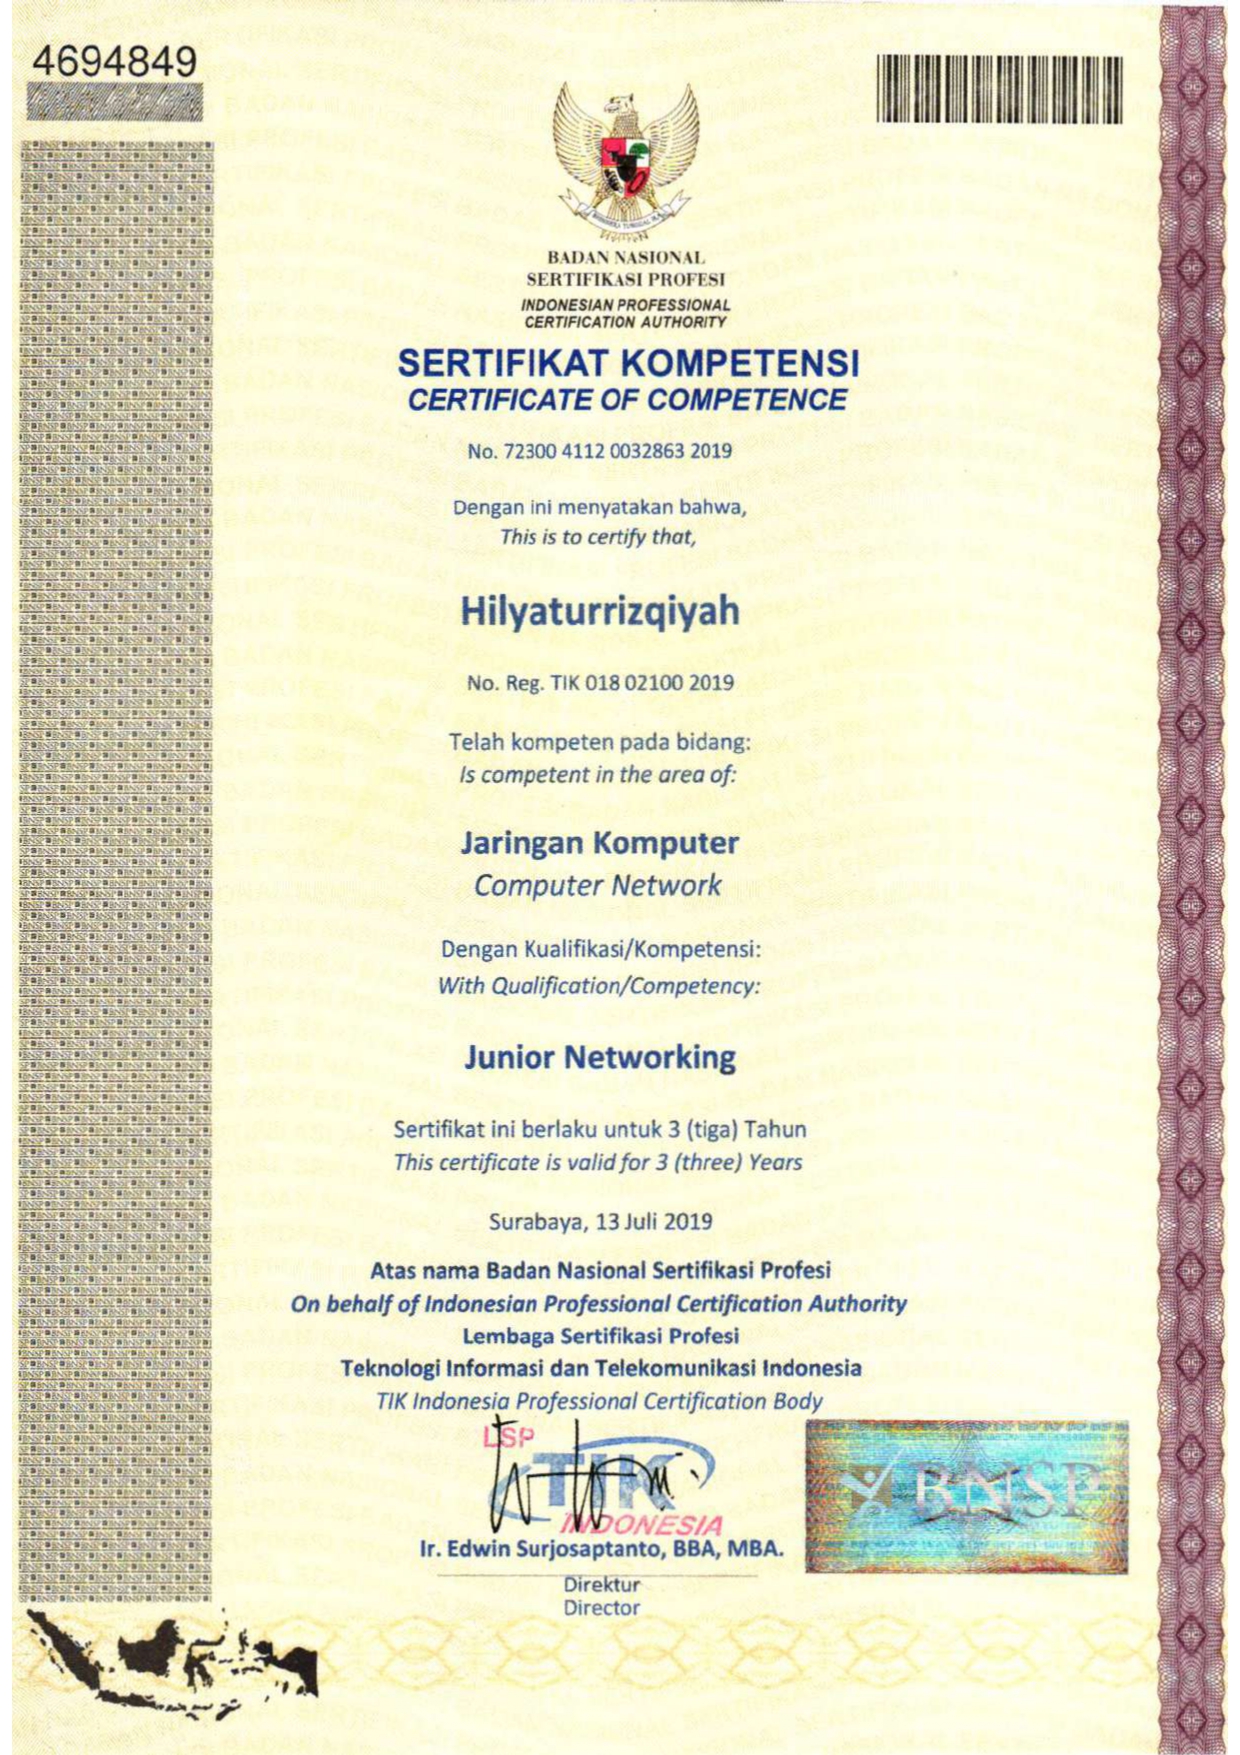 4694849
BADAN NASIONAL
SERTIFIKASI PROFESI
INDONESIAN PROFESSIONAL
CERTIFICATION AUTHORITY
SERTIFIKAT KOMPETENSI
CERTIFICATE OF COMPETENCE
No. 72300 4112 0032863 2019
Dengan ini menyatakan bahwa,
This is to certify that,
Hilyaturrizqiyah
No. Reg. TIK 018 02100 2019
Telah kompeten pada bidang:
Is competent in the area of:
Jaringan Komputer
Computer Network
Dengan Kualifikasi/Kompetensi:
With Qualification/Competency:
Junior Networking
Sertifikat ini berlaku untuk 3 (tiga) Tahun
This certificate is valid for 3 (three) Years
Surabaya, 13 Juli 2019
Atas nama Badan Nasional Sertifikasi Profesi
On behalf of Indonesian Professional Certification Authority
Lembaga Sertifikasi Profesi
Teknologi Informasi dan Telekomunikasi Indonesia
TIK Indonesia Professional Certification Body
LSP
TIK
INDONESIA
BNSP
Ir. Edwin Surjosaptanto, BBA, MBA.
Direktur
Director